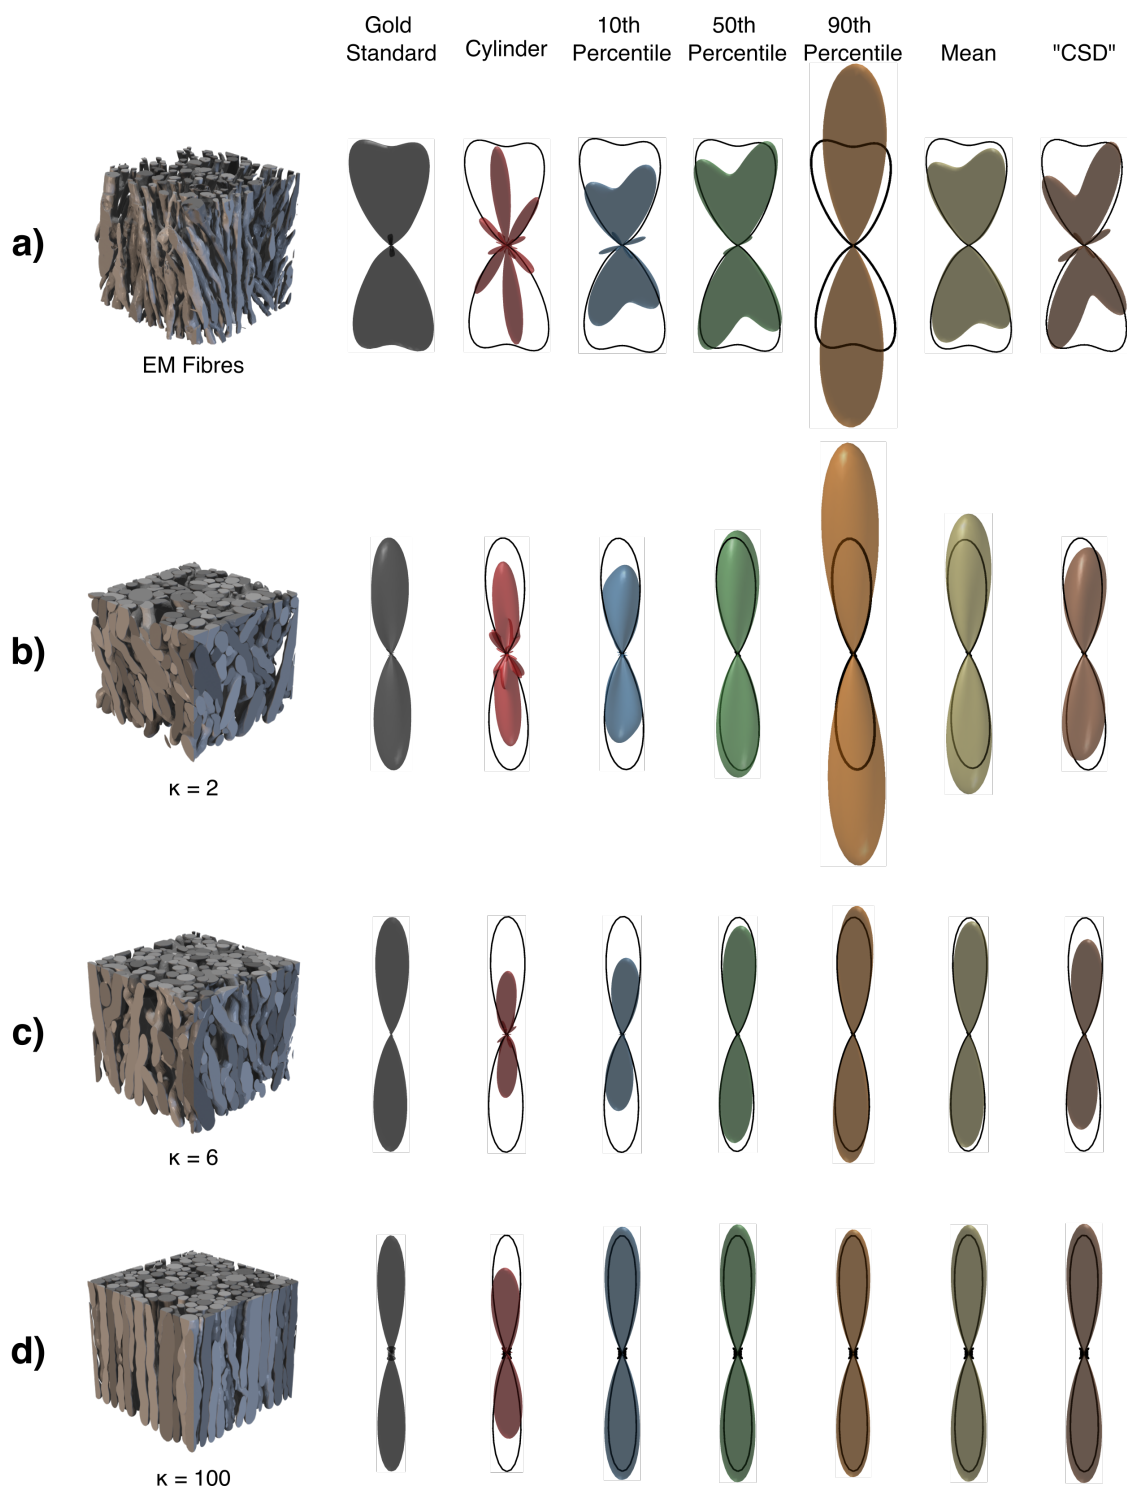 Gold
Standard
Cylinder
10th
Percentile
50th
Percentile
90th
Percentile
Mean
"CSD"
a)
EM Fibres
b)
κ = 2
c)
κ = 6
d)
κ = 100